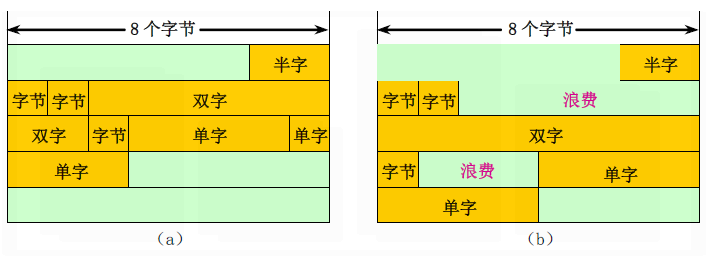 8个字节
半字
字节 字节 双字
双字 字节 单字 单字
单字
(a)
8个字节
半字
字节 字节 浪费
双字
字节 浪费 单字
单字
(b)